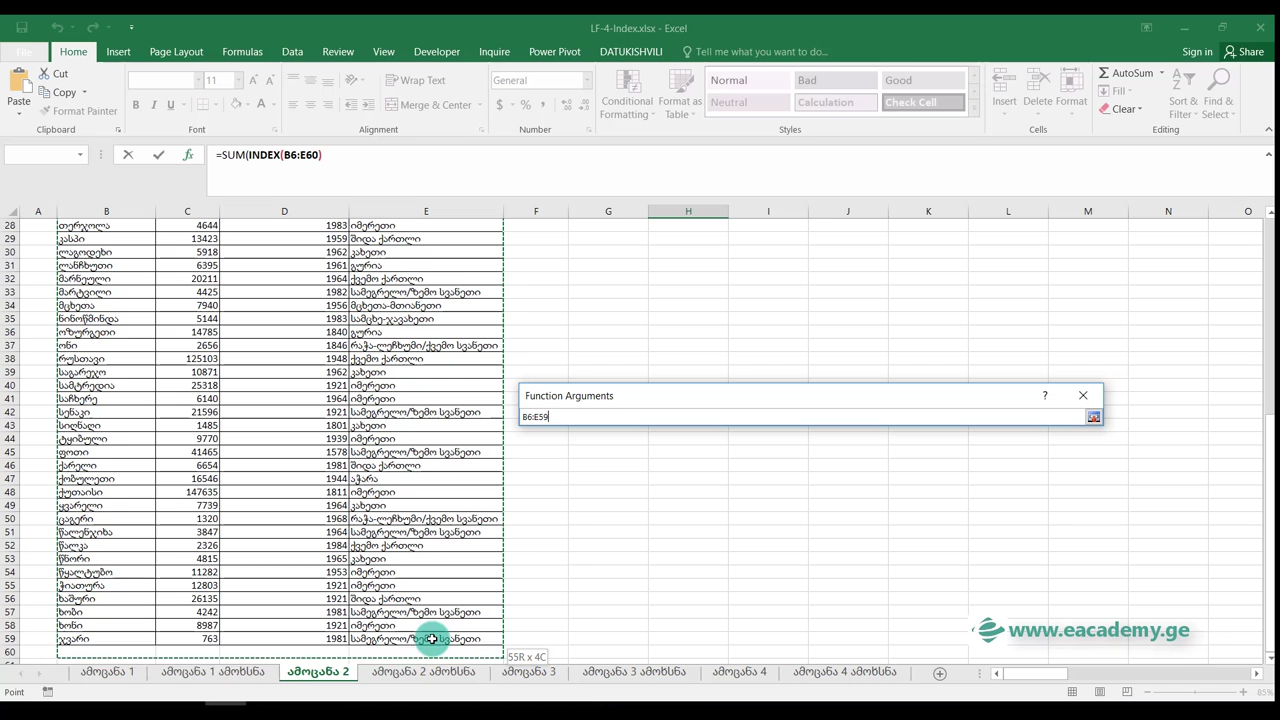 LF-4-Index.xlsx - Excel
File Home Insert Page Layout Formulas Data Review View Developer Inquire Power Pivot DATUKISHVILI Tell me what you want to do... Sign in Share
Paste
Cut
Copy
Format Painter
Clipboard
11
B I U
Font
Wrap Text
Merge & Center
Alignment
General
$ % ,
Number
Conditional Formatting
Format as Table
Normal Bad Good
Neutral Calculation Check Cell
Styles
Insert Delete Format
Cells
AutoSum
Fill
Clear
Sort & Filter
Find & Select
Editing
=SUM(INDEX(B6:E60)
A B C D E F G H I J K L M N O
28 თერჯოლა 4644 1983 იმერეთი
29 კასპი 13423 1959 შიდა ქართლი
30 ლაგოდეხი 5918 1962 კახეთი
31 ლანჩხუთი 6395 1961 გურია
32 მარნეული 20211 1964 ქვემო ქართლი
33 მარტვილი 4425 1982 სამეგრელო/ზემო სვანეთი
34 მცხეთა 7940 1956 მცხეთა-მთიანეთი
35 ნინოწმინდა 5144 1983 სამცხე-ჯავახეთი
36 ოზურგეთი 14785 1840 გურია
37 ონი 2656 1846 რაჭა-ლეჩხუმი/ქვემო სვანეთი
38 რუსთავი 125103 1948 ქვემო ქართლი
39 საგარეჯო 10871 1962 კახეთი
40 სამტრედია 25318 1921 იმერეთი
41 საჩხერე 6140 1964 იმერეთი
42 სენაკი 21596 1921 სამეგრელო/ზემო სვანეთი
43 სიღნაღი 1485 1801 კახეთი
44 ტყიბული 9770 1939 იმერეთი
45 ფოთი 41465 1578 სამეგრელო/ზემო სვანეთი
46 ქარელი 6654 1981 შიდა ქართლი
47 ქობულეთი 16546 1944 აჭარა
48 ქუთაისი 147635 1811 იმერეთი
49 ყვარელი 7739 1964 კახეთი
50 ცაგერი 1320 1968 რაჭა-ლეჩხუმი/ქვემო სვანეთი
51 წალენჯიხა 3847 1964 სამეგრელო/ზემო სვანეთი
52 წალკა 2326 1984 ქვემო ქართლი
53 წნორი 4815 1965 კახეთი
54 წყალტუბო 11282 1953 იმერეთი
55 ჭიათურა 12803 1921 იმერეთი
56 ხაშური 26135 1921 შიდა ქართლი
57 ხობი 4242 1981 სამეგრელო/ზემო სვანეთი
58 ხონი 8987 1921 იმერეთი
59 ჯვარი 763 1981 სამეგრელო/ზემო სვანეთი
60
Function Arguments ?
B6:E59
55R x 4C
www.eacademy.ge
ამოცანა 1 ამოცანა 1 ამოხსნა ამოცანა 2 ამოცანა 2 ამოხსნა ამოცანა 3 ამოცანა 3 ამოხსნა ამოცანა 4 ამოცანა 4 ამოხსნა
Point 85%